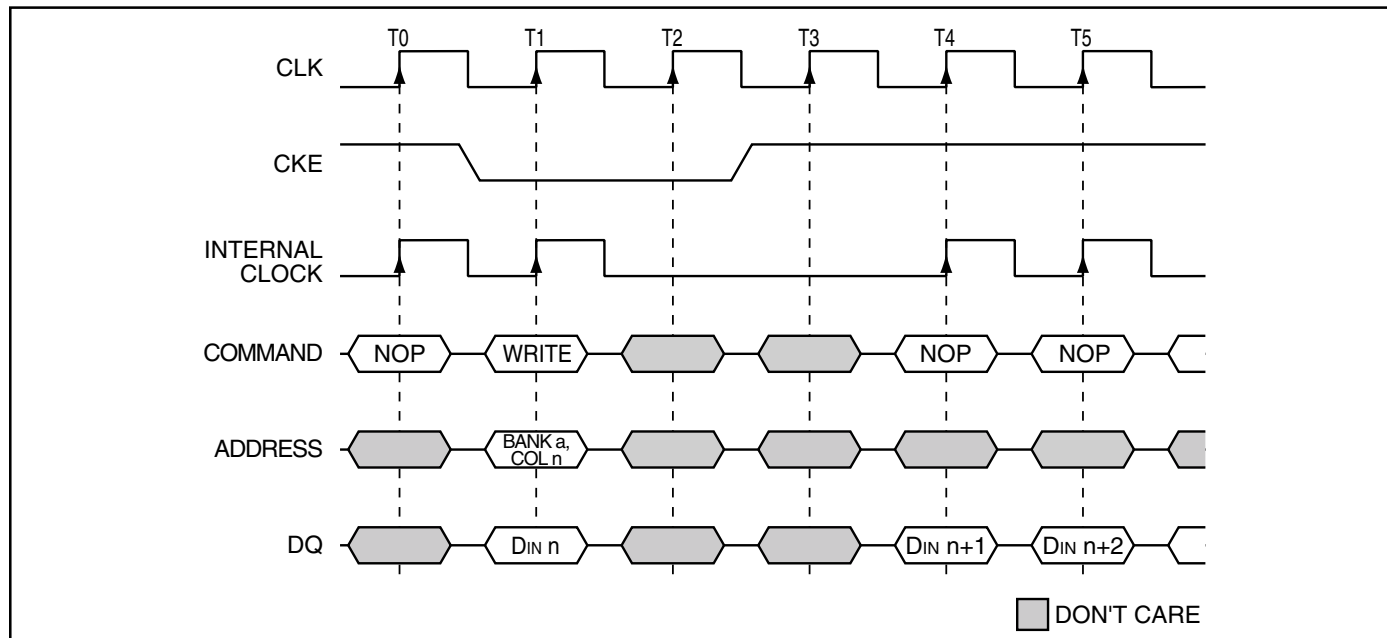 T0 T1 T2 T3 T4 T5
CLK
CKE
INTERNAL
CLOCK
COMMAND NOP WRITE NOP NOP
ADDRESS BANK a,
COL n
DQ DIN n DIN n+1 DIN n+2
DON'T CARE